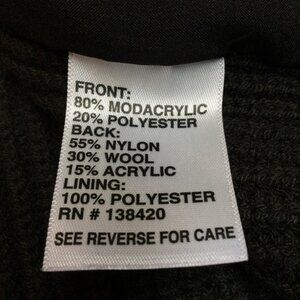 FRONT:
80% MODACRYLIC
20% POLYESTER
BACK:
55% NYLON
30% WOOL
15% ACRYLIC
LINING:
100% POLYESTER
RN # 138420
SEE REVERSE FOR CARE